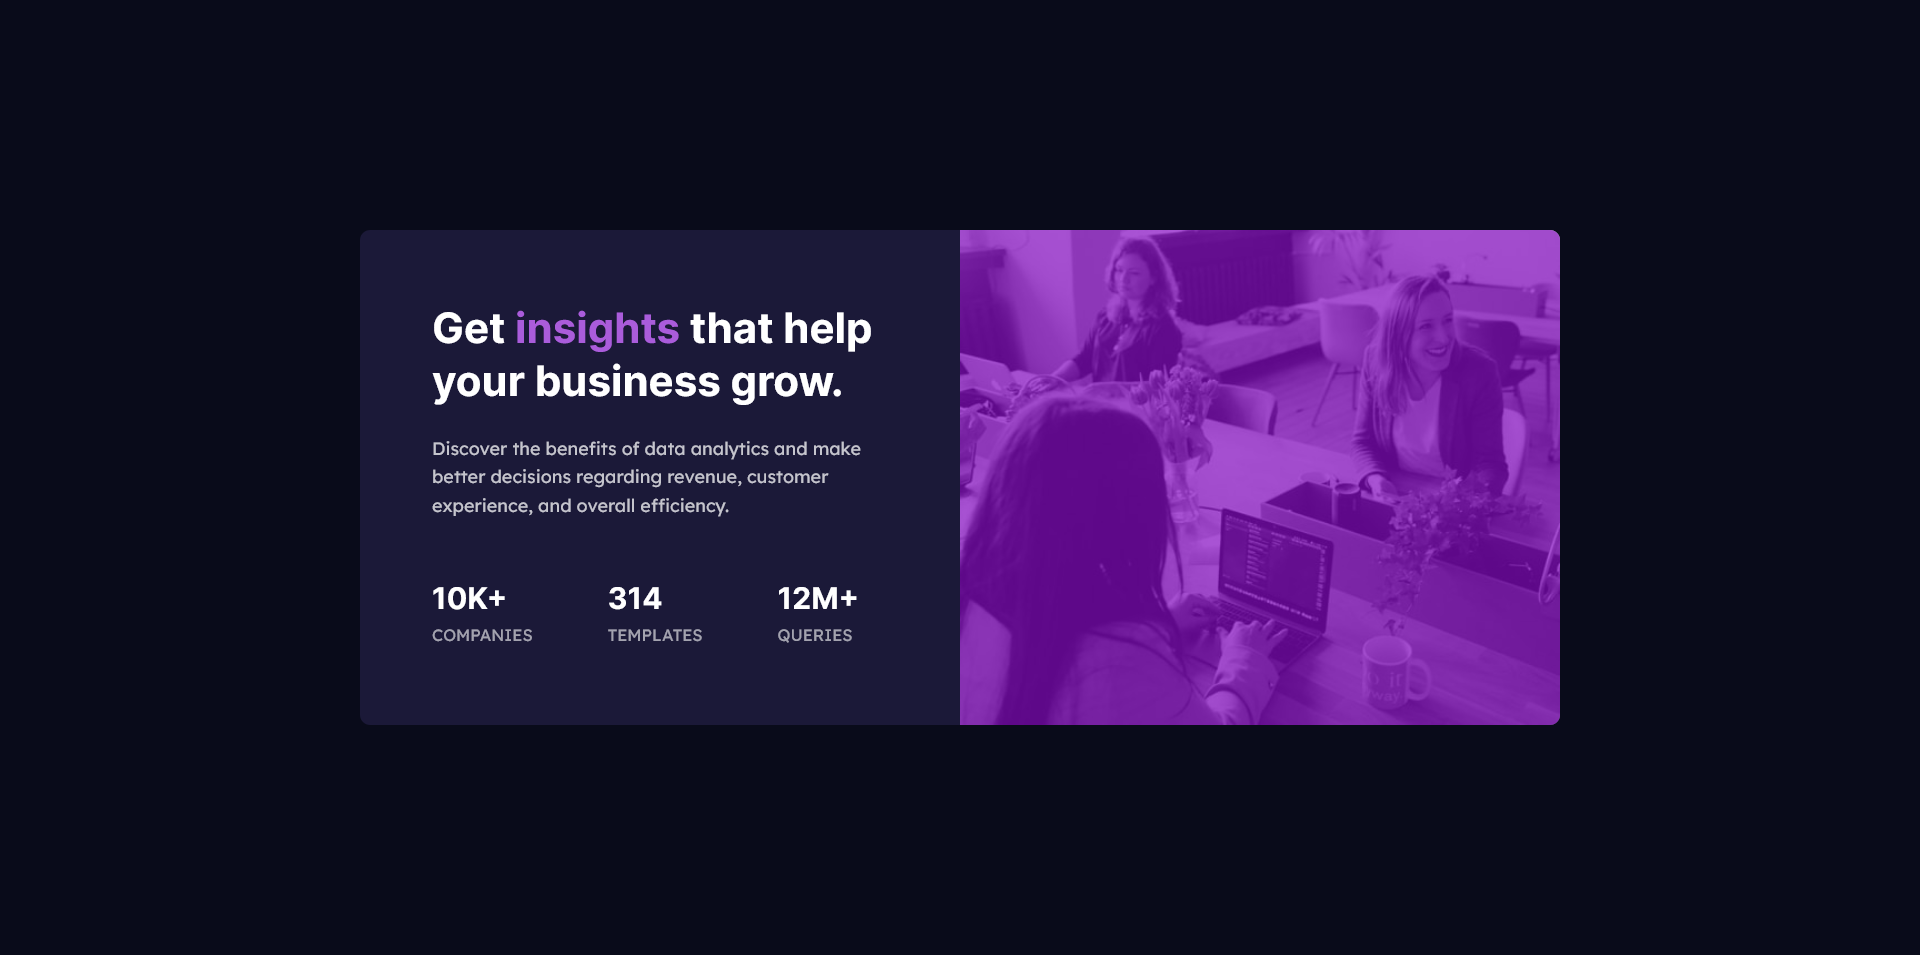 Get insights that help
your business grow.
Discover the benefits of data analytics and make
better decisions regarding revenue, customer
experience, and overall efficiency.
10K+
COMPANIES
314
TEMPLATES
12M+
QUERIES